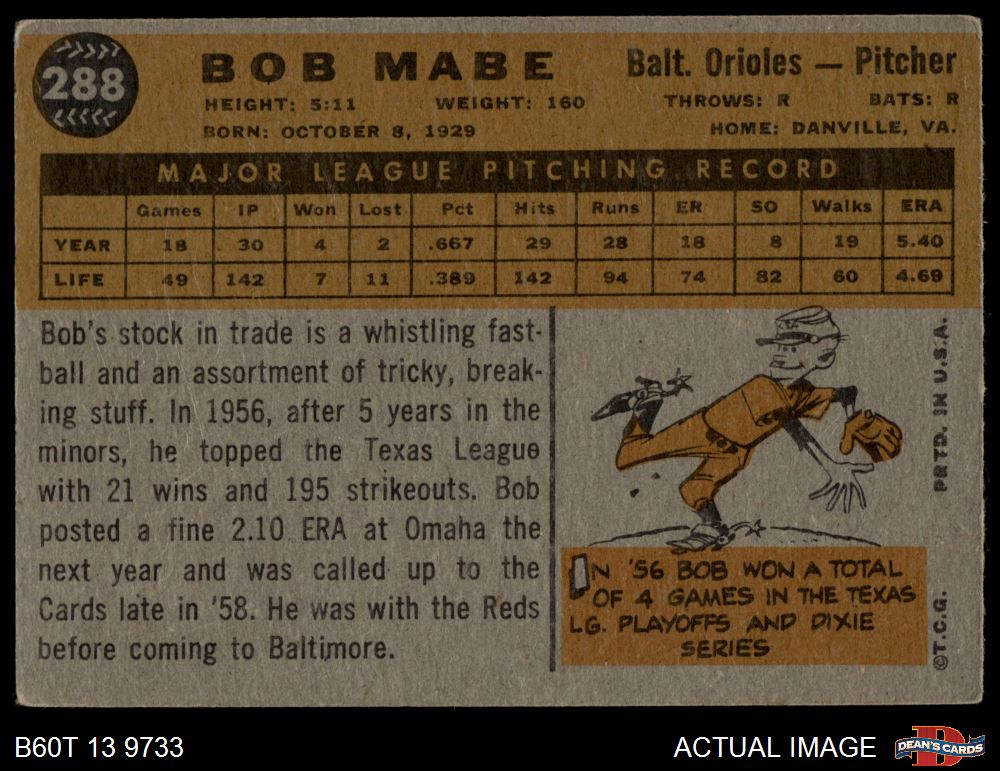 288
BOB MABE
Balt. Orioles — Pitcher
HEIGHT: 5:11 WEIGHT: 160 THROWS: R BATS: R
BORN: OCTOBER 8, 1929 HOME: DANVILLE, VA.
MAJOR LEAGUE PITCHING RECORD
Games IP Won Lost Pct Hits Runs ER SO Walks ERA
YEAR 18 30 4 2 .667 29 28 18 8 19 5.40
LIFE 49 142 7 11 .389 142 94 74 82 60 4.69
Bob's stock in trade is a whistling fast-
ball and an assortment of tricky, break-
ing stuff. In 1956, after 5 years in the
minors, he topped the Texas League
with 21 wins and 195 strikeouts. Bob
posted a fine 2.10 ERA at Omaha the
next year and was called up to the
Cards late in '58. He was with the Reds
before coming to Baltimore.
IN '56 BOB WON A TOTAL
OF 4 GAMES IN THE TEXAS
LG. PLAYOFFS AND DIXIE
SERIES
©T.C.G. PRTD. IN U.S.A.
B60T 13 9733
ACTUAL IMAGE
DEAN'S CARDS